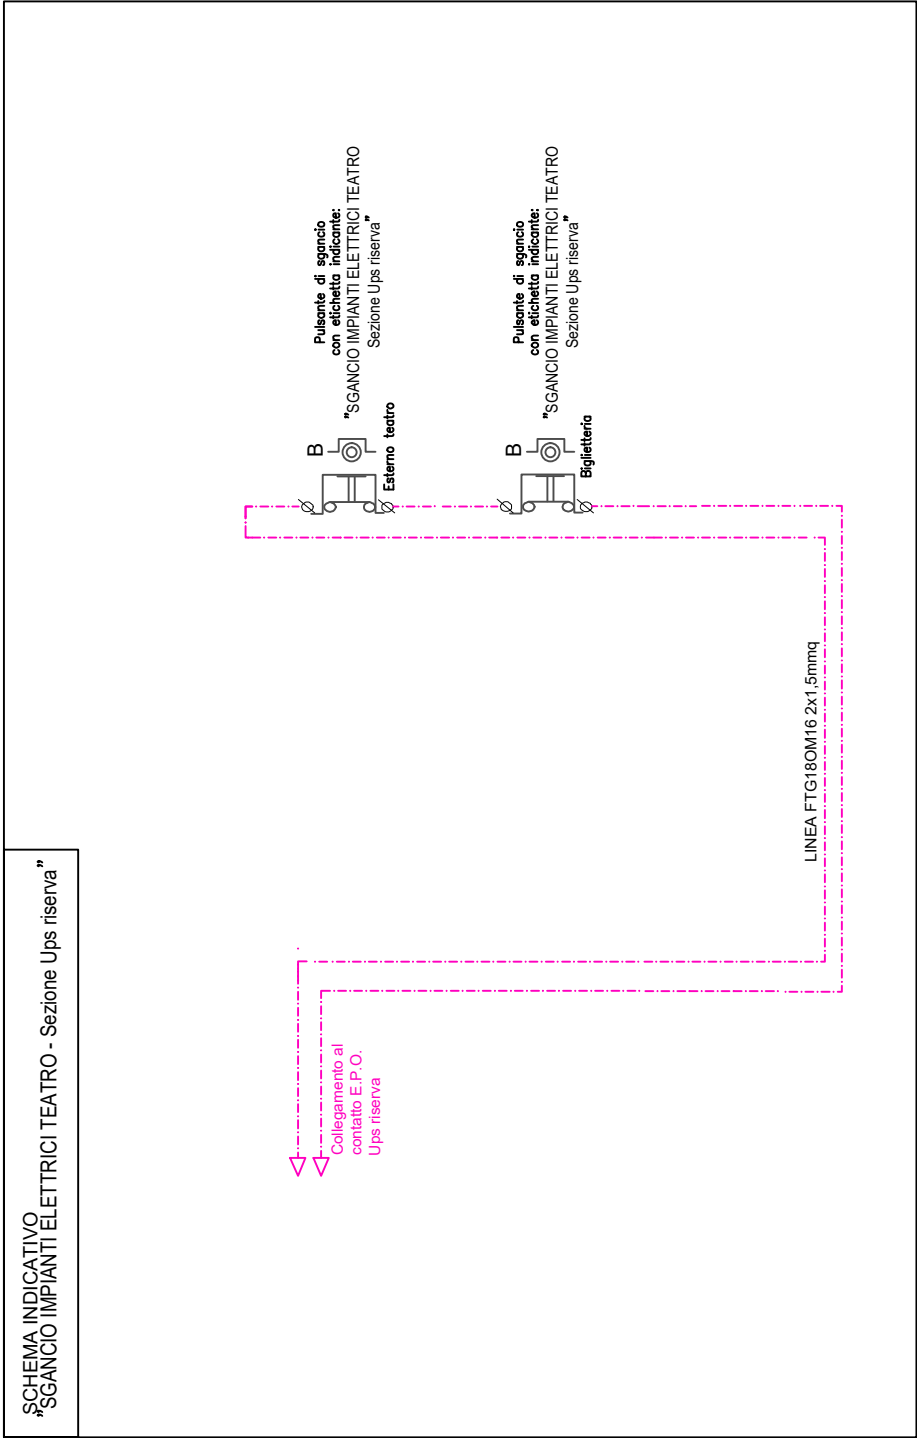 SCHEMA INDICATIVO
"SGANCIO IMPIANTI ELETTRICI TEATRO - Sezione Ups riserva"
Collegamento al
contatto E.P.O.
Ups riserva
B
Esterno teatro
Pulsante di sgancio
con etichetta indicante:
"SGANCIO IMPIANTI ELETTRICI TEATRO
Sezione Ups riserva"
B
Biglietteria
Pulsante di sgancio
con etichetta indicante:
"SGANCIO IMPIANTI ELETTRICI TEATRO
Sezione Ups riserva"
LINEA FTG18OM16 2x1,5mmq